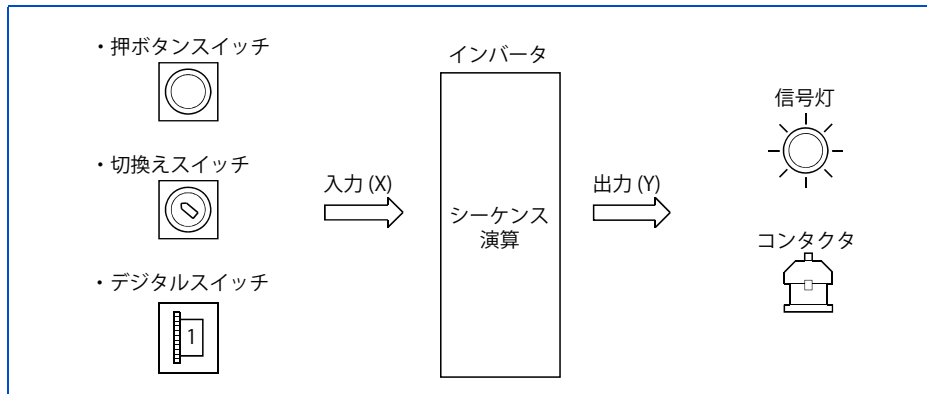 ・押ボタンスイッチ
・切換えスイッチ
・デジタルスイッチ
1
入力 (X)
インバータ
シーケンス
演算
出力 (Y)
信号灯
コンタクタ